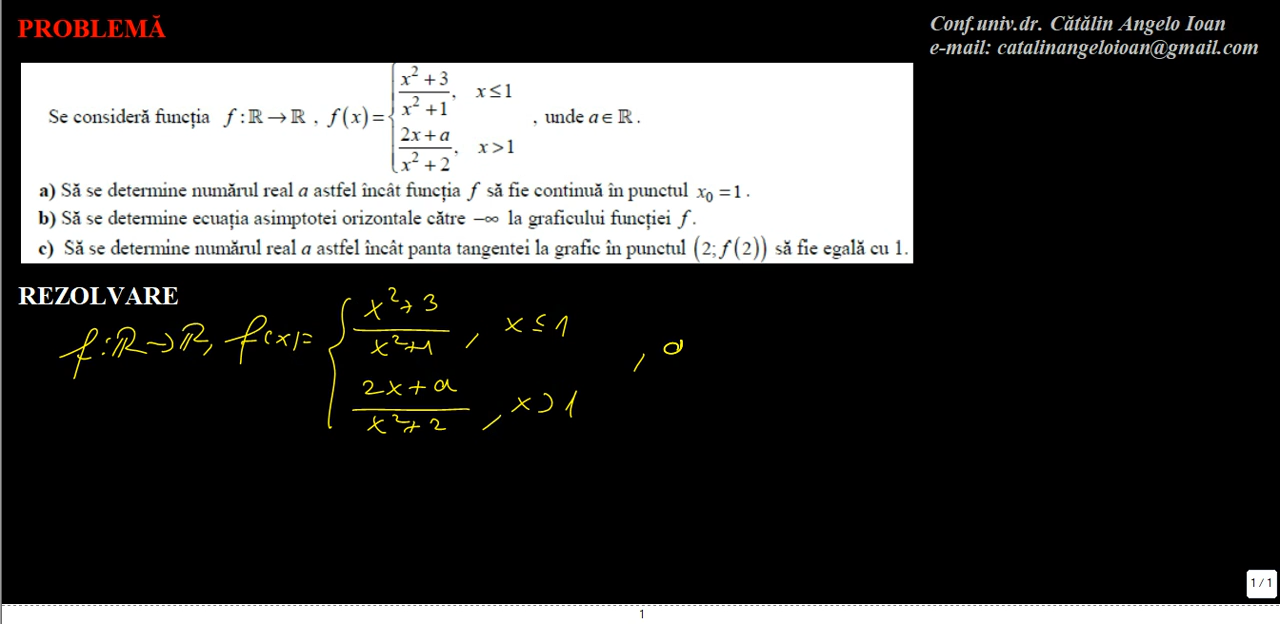 PROBLEMĂ
Conf.univ.dr. Cătălin Angelo Ioan
e-mail: catalinangeloioan@gmail.com
Se consideră funcția f : ℝ → ℝ , f(x) = { (x² + 3)/(x² + 1), x ≤ 1 ; (2x + a)/(x² + 2), x > 1 , unde a ∈ ℝ .
a) Să se determine numărul real a astfel încât funcția f să fie continuă în punctul x₀ = 1 .
b) Să se determine ecuația asimptotei orizontale către −∞ la graficului funcției f .
c) Să se determine numărul real a astfel încât panta tangentei la grafic în punctul (2; f(2)) să fie egală cu 1.
REZOLVARE
f : ℝ → ℝ, f(x) = { (x² + 3)/(x² + 1) , x ≤ 1 ; (2x + a)/(x² + 2) , x > 1 ,
1 / 1
1